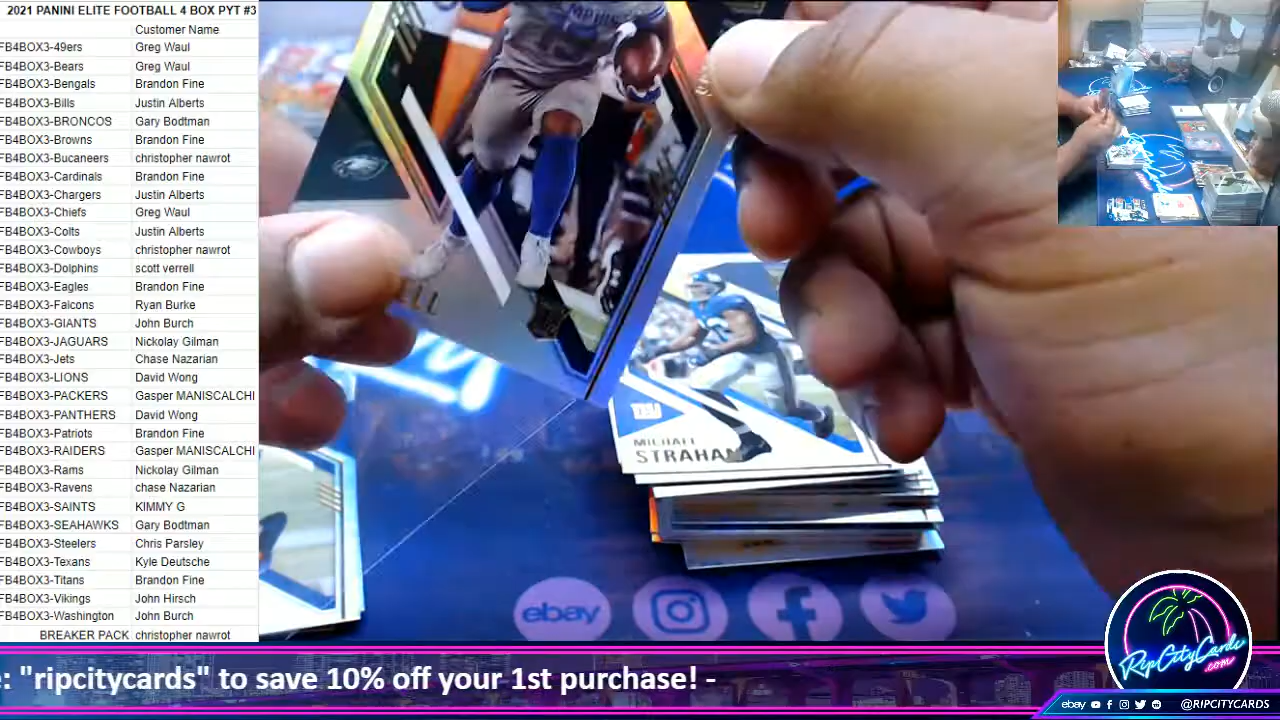 2021 PANINI ELITE FOOTBALL 4 BOX PYT #3
Customer Name
FB4BOX3-49ers Greg Waul
FB4BOX3-Bears Greg Waul
FB4BOX3-Bengals Brandon Fine
FB4BOX3-Bills Justin Alberts
FB4BOX3-BRONCOS Gary Bodtman
FB4BOX3-Browns Brandon Fine
FB4BOX3-Bucaneers christopher nawrot
FB4BOX3-Cardinals Brandon Fine
FB4BOX3-Chargers Justin Alberts
FB4BOX3-Chiefs Greg Waul
FB4BOX3-Colts Justin Alberts
FB4BOX3-Cowboys christopher nawrot
FB4BOX3-Dolphins scott verrell
FB4BOX3-Eagles Brandon Fine
FB4BOX3-Falcons Ryan Burke
FB4BOX3-GIANTS John Burch
FB4BOX3-JAGUARS Nickolay Gilman
FB4BOX3-Jets Chase Nazarian
FB4BOX3-LIONS David Wong
FB4BOX3-PACKERS Gasper MANISCALCHI
FB4BOX3-PANTHERS David Wong
FB4BOX3-Patriots Brandon Fine
FB4BOX3-RAIDERS Gasper MANISCALCHI
FB4BOX3-Rams Nickolay Gilman
FB4BOX3-Ravens chase Nazarian
FB4BOX3-SAINTS KIMMY G
FB4BOX3-SEAHAWKS Gary Bodtman
FB4BOX3-Steelers Chris Parsley
FB4BOX3-Texans Kyle Deutsche
FB4BOX3-Titans Brandon Fine
FB4BOX3-Vikings John Hirsch
FB4BOX3-Washington John Burch
BREAKER PACK christopher nawrot
MICHAEL
STRAHAN
ebay
RipCityCards
.com
: "ripcitycards" to save 10% off your 1st purchase! -
ebay @RIPCITYCARDS